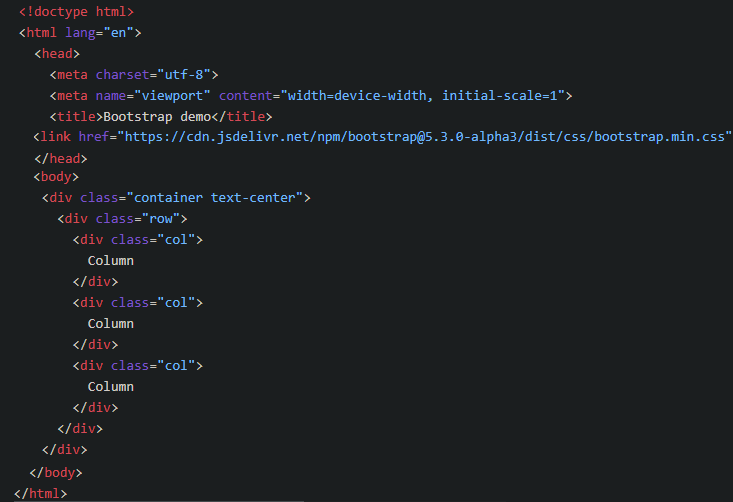 <!doctype html>
<html lang="en">
<head>
<meta charset="utf-8">
<meta name="viewport" content="width=device-width, initial-scale=1">
<title>Bootstrap demo</title>
<link href="https://cdn.jsdelivr.net/npm/bootstrap@5.3.0-alpha3/dist/css/bootstrap.min.css"
</head>
<body>
<div class="container text-center">
<div class="row">
<div class="col">
Column
</div>
<div class="col">
Column
</div>
<div class="col">
Column
</div>
</div>
</div>
</body>
</html>